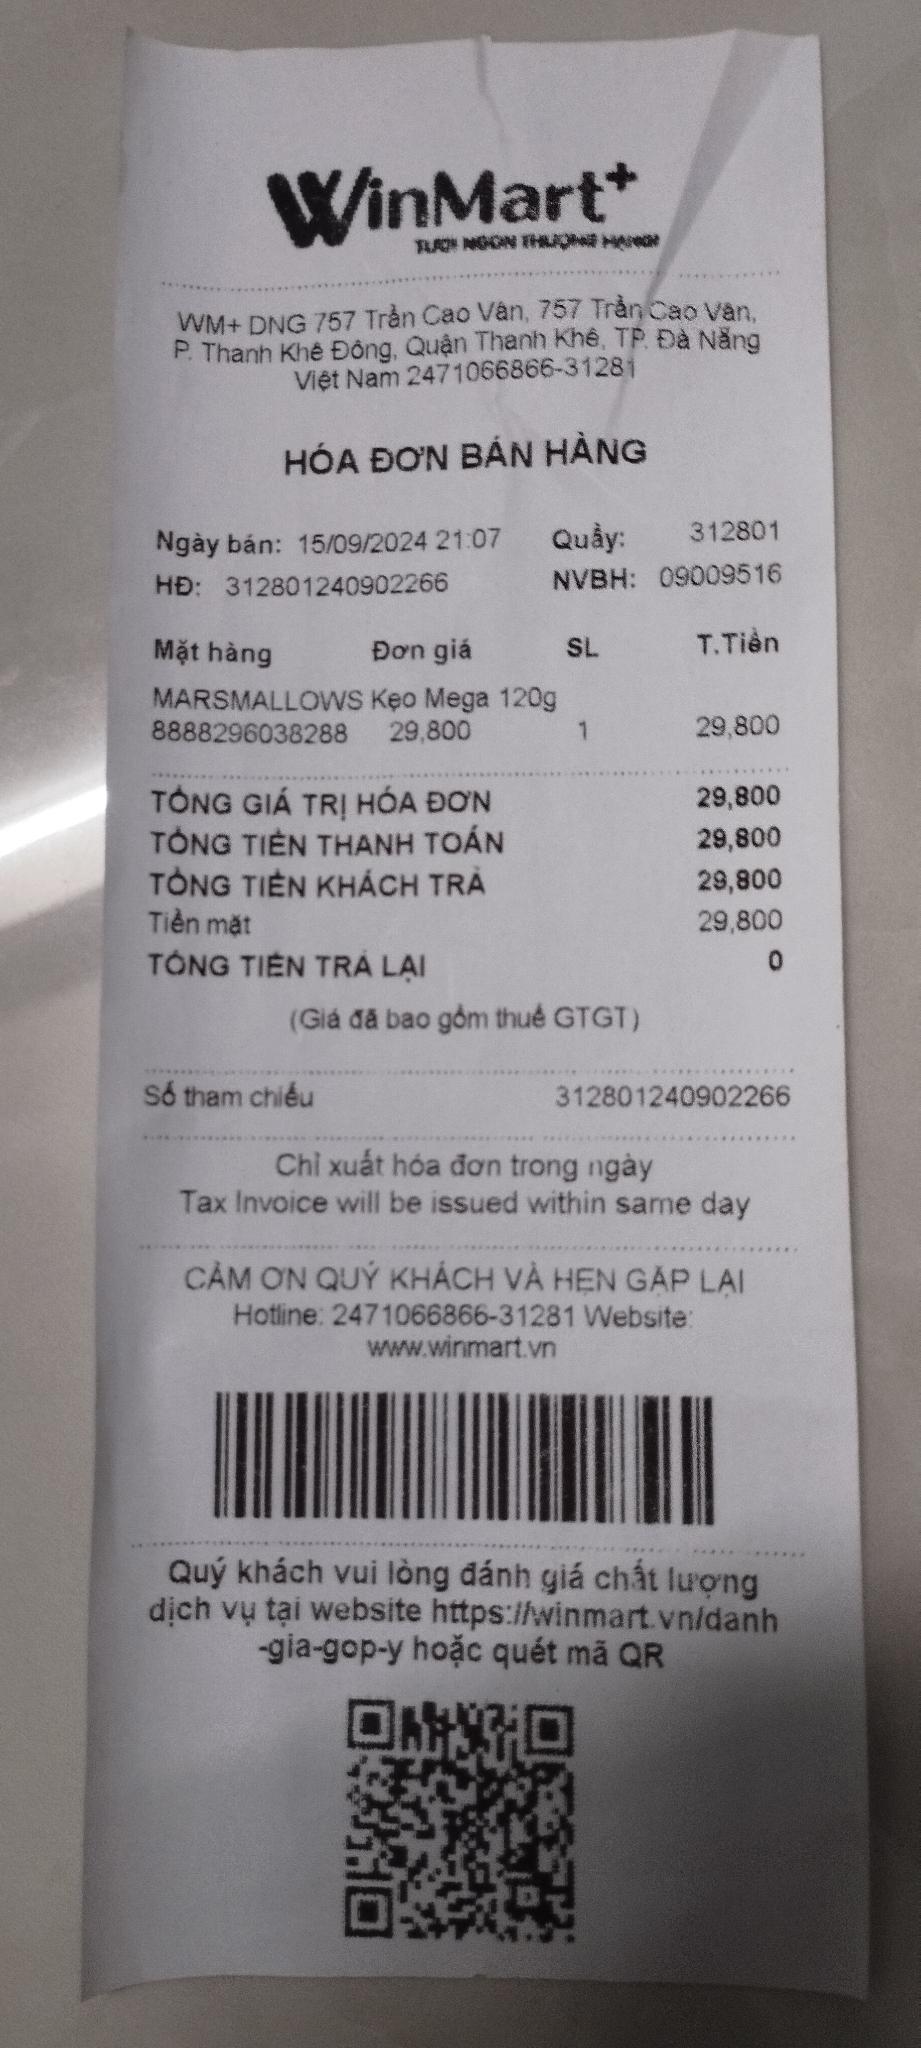 WinMart+
TƯƠI NGON THƯỢNG HẠNG
WM+ DNG 757 Trần Cao Vân, 757 Trần Cao Vân,
P. Thanh Khê Đông, Quận Thanh Khê, TP. Đà Nẵng
Việt Nam 2471066866-31281
HÓA ĐƠN BÁN HÀNG
Ngày bán: 15/09/2024 21:07 Quầy: 312801
HĐ: 312801240902266 NVBH: 09009516
Mặt hàng Đơn giá SL T.Tiền
MARSMALLOWS Kẹo Mega 120g
8888296038288 29,800 1 29,800
TỔNG GIÁ TRỊ HÓA ĐƠN 29,800
TỔNG TIỀN THANH TOÁN 29,800
TỔNG TIỀN KHÁCH TRẢ 29,800
Tiền mặt 29,800
TỔNG TIỀN TRẢ LẠI 0
(Giá đã bao gồm thuế GTGT)
Số tham chiếu 312801240902266
Chỉ xuất hóa đơn trong ngày
Tax Invoice will be issued within same day
CẢM ƠN QUÝ KHÁCH VÀ HẸN GẶP LẠI
Hotline: 2471066866-31281 Website:
www.winmart.vn
Quý khách vui lòng đánh giá chất lượng
dịch vụ tại website https://winmart.vn/danh
-gia-gop-y hoặc quét mã QR